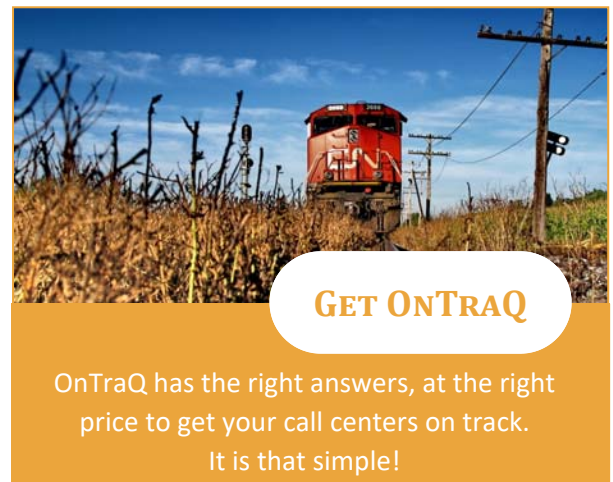 CN
GET ONTRAQ
OnTraQ has the right answers, at the right
price to get your call centers on track.
It is that simple!